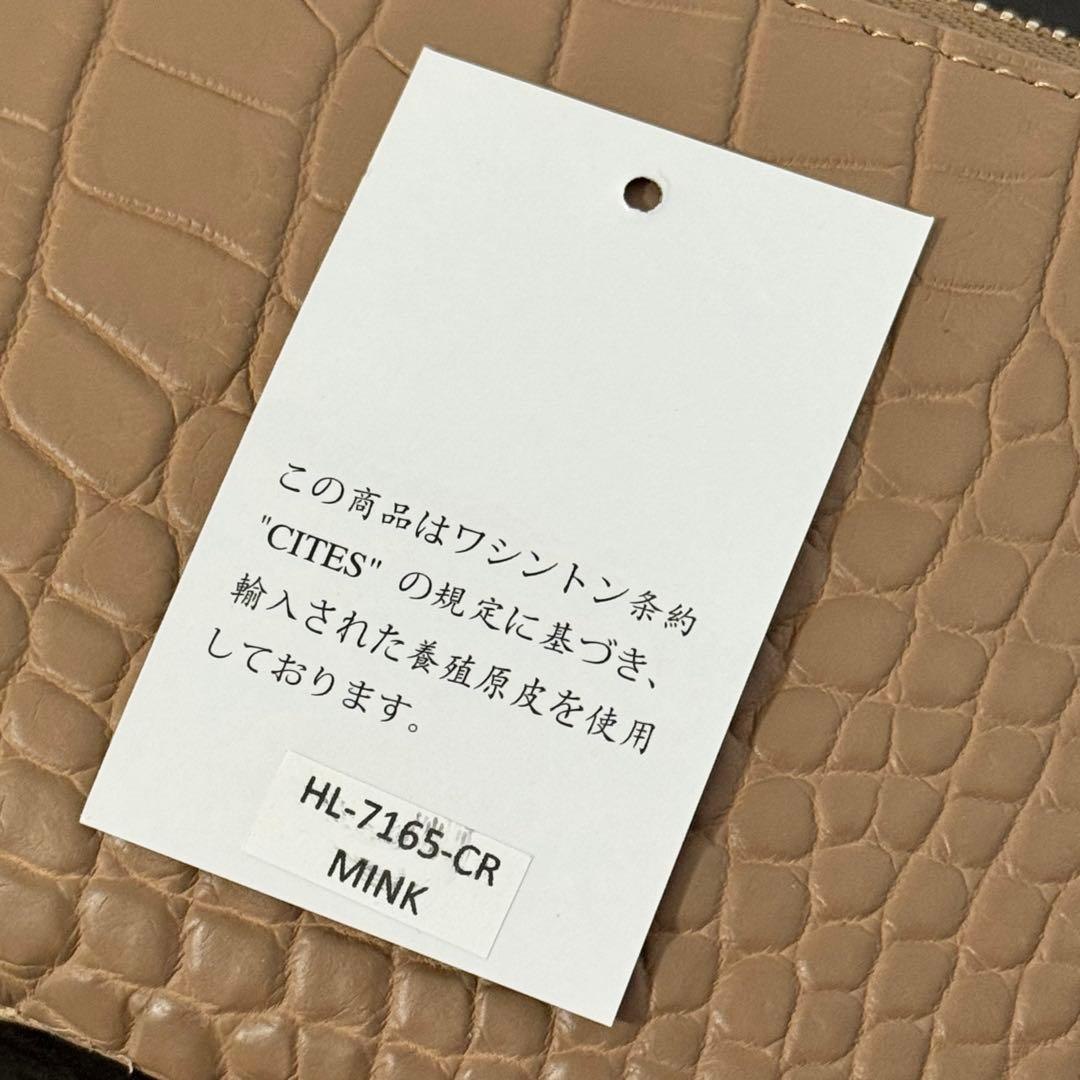 この商品はワシントン条約
"CITES" の規定に基づき、
輸入された養殖原皮を使用
しております。
HL-7165-CR
MINK